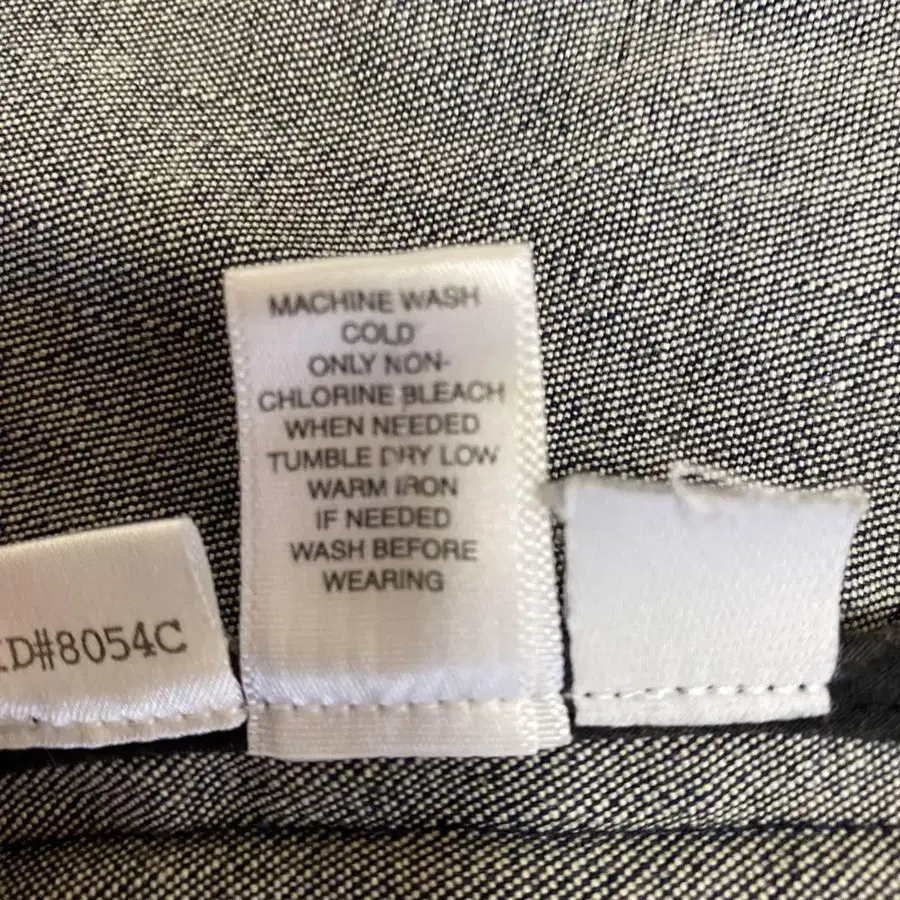 MACHINE WASH
COLD
ONLY NON-
CHLORINE BLEACH
WHEN NEEDED
TUMBLE DRY LOW
WARM IRON
IF NEEDED
WASH BEFORE
WEARING
ID#8054C